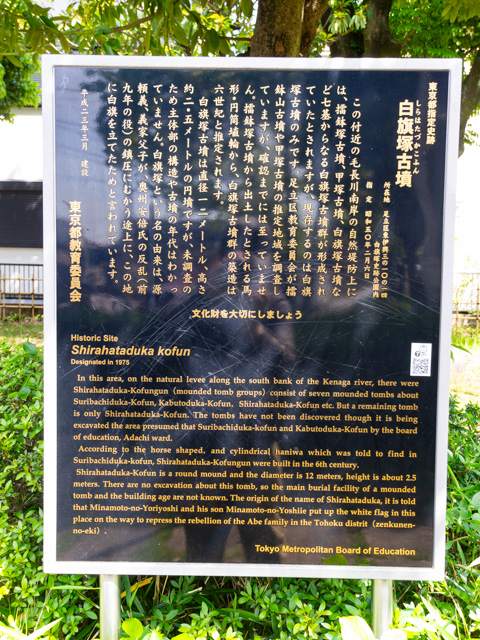 東京都指定史跡
しらはたづかこふん
白旗塚古墳
所在地 足立区東伊興三の一〇の一四
白旗塚史跡公園内
指定 昭和五〇年二月六日
この付近の毛長川南岸の自然堤防上に
は、擂鉢塚古墳、甲塚古墳、白旗塚古墳な
ど七基からなる白旗塚古墳群が形成され
ていたとされますが、現存するのは白旗
塚古墳のみです。足立区教育委員会が擂
鉢山古墳や甲塚古墳の推定地域を調査し
ていますが、確認までには至っていませ
ん。擂鉢塚古墳から出土したとされる馬
形・円筒埴輪から、白旗塚古墳群の築造は
六世紀と推定されます。
白旗塚古墳は直径一二メートル、高さ
約二・五メートルの円墳ですが、未調査の
ため主体部の構造や古墳の年代はわかっ
ていません。白旗塚という名の由来は、源
頼義、義家父子が、奥州安倍氏の反乱(前
九年の役)の鎮圧にむかう途上に、この地
に白旗を立てたためと言われています。
平成二三年三月 建設
東京都教育委員会
文化財を大切にしましょう
Historic Site
Shirahataduka kofun
Designated in 1975
In this area, on the natural levee along the south bank of the Kenaga river, there were
Shirahataduka-Kofungun (mounded tomb groups) consist of seven mounded tombs about
Suribachiduka-Kofun, Kabutoduka-Kofun, Shirahataduka-Kofun etc. But a remaining tomb
is only Shirahataduka-Kofun. The tombs have not been discovered though it is being
excavated the area presumed that Suribachiduka-kofun and Kabutoduka-Kofun by the board
of education, Adachi ward.
According to the horse shaped, and cylindrical haniwa which was told to find in
Suribachiduka-kofun, Shirahataduka-Kofungun were built in the 6th century.
Shirahataduka-Kofun is a round mound and the diameter is 12 meters, height is about 2.5
meters. There are no excavation about this tomb, so the main burial facility of a mounded
tomb and the building age are not known. The origin of the name of Shirahataduka, it is told
that Minamoto-no-Yoriyoshi and his son Minamoto-no-Yoshiie put up the white flag in this
place on the way to repress the rebellion of the Abe family in the Tohoku distrit (zenkunen-
no-eki) .
Tokyo Metropolitan Board of Education